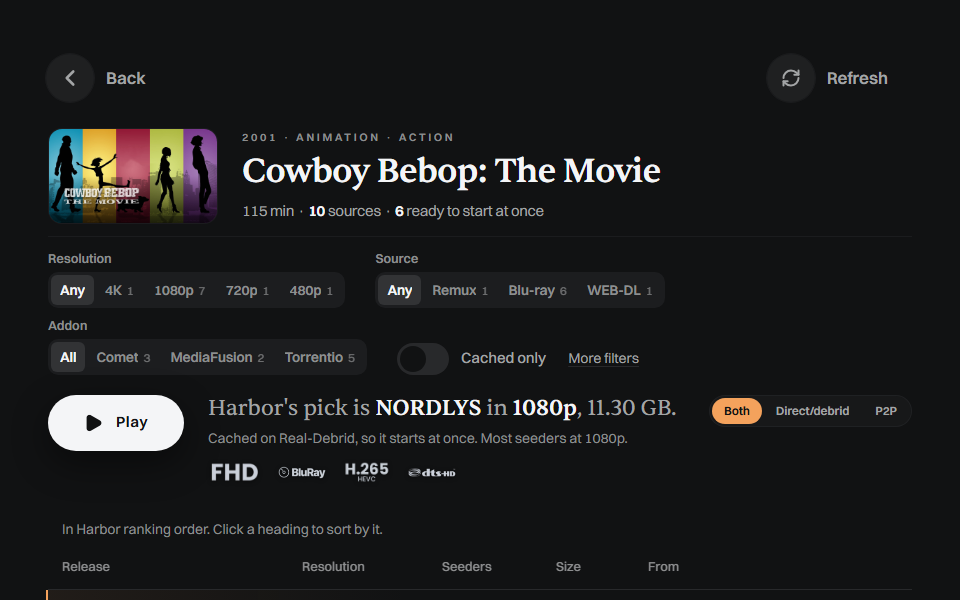 Back
Refresh
COWBOY BEBOP
THE MOVIE
2001 · ANIMATION · ACTION
Cowboy Bebop: The Movie
115 min · 10 sources · 6 ready to start at once
Resolution
Any 4K 1 1080p 7 720p 1 480p 1
Source
Any Remux 1 Blu-ray 6 WEB-DL 1
Addon
All Comet 3 MediaFusion 2 Torrentio 5
Cached only
More filters
Play
Harbor's pick is NORDLYS in 1080p, 11.30 GB.
Cached on Real-Debrid, so it starts at once. Most seeders at 1080p.
Both Direct/debrid P2P
FHD BluRay H.265 HEVC dts-HD
In Harbor ranking order. Click a heading to sort by it.
Release Resolution Seeders Size From